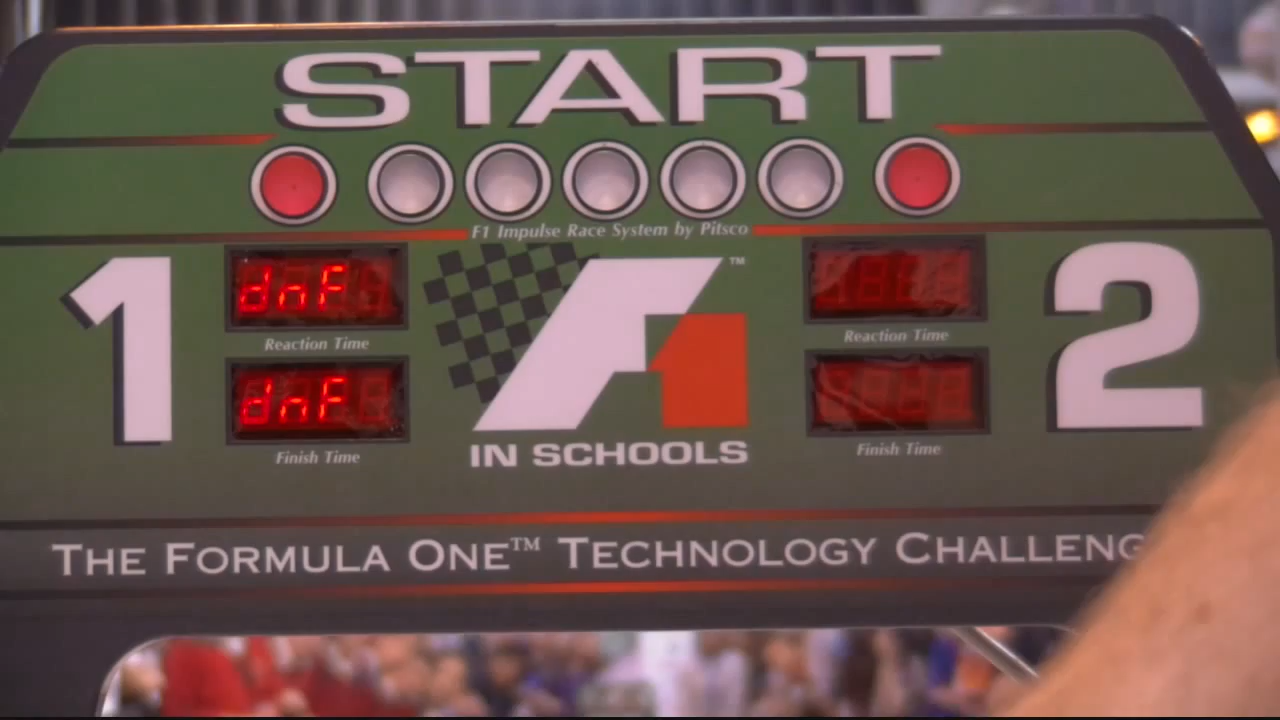 START
F1 Impulse Race System by Pitsco
1
dnF
Reaction Time
dnF
Finish Time
F1™
IN SCHOOLS
Reaction Time
Finish Time
2
THE FORMULA ONE™ TECHNOLOGY CHALLENG